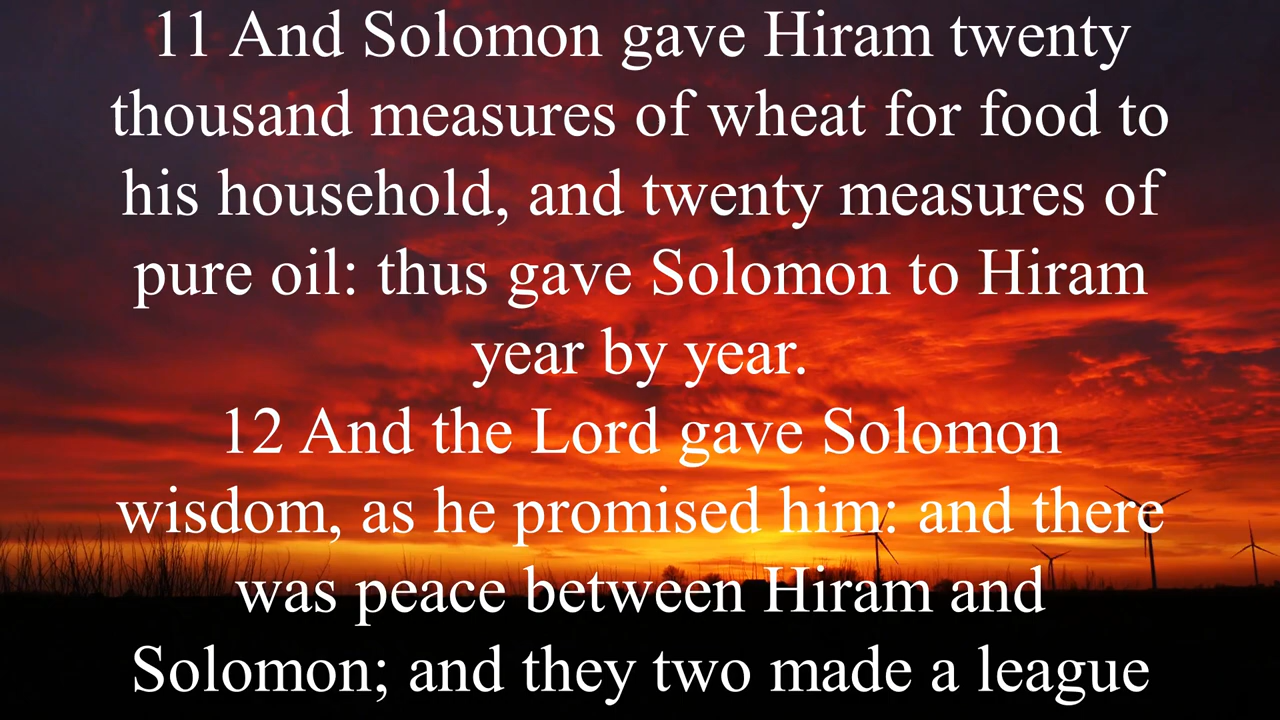 11 And Solomon gave Hiram twenty
thousand measures of wheat for food to
his household, and twenty measures of
pure oil: thus gave Solomon to Hiram
year by year.
12 And the Lord gave Solomon
wisdom, as he promised him: and there
was peace between Hiram and
Solomon; and they two made a league